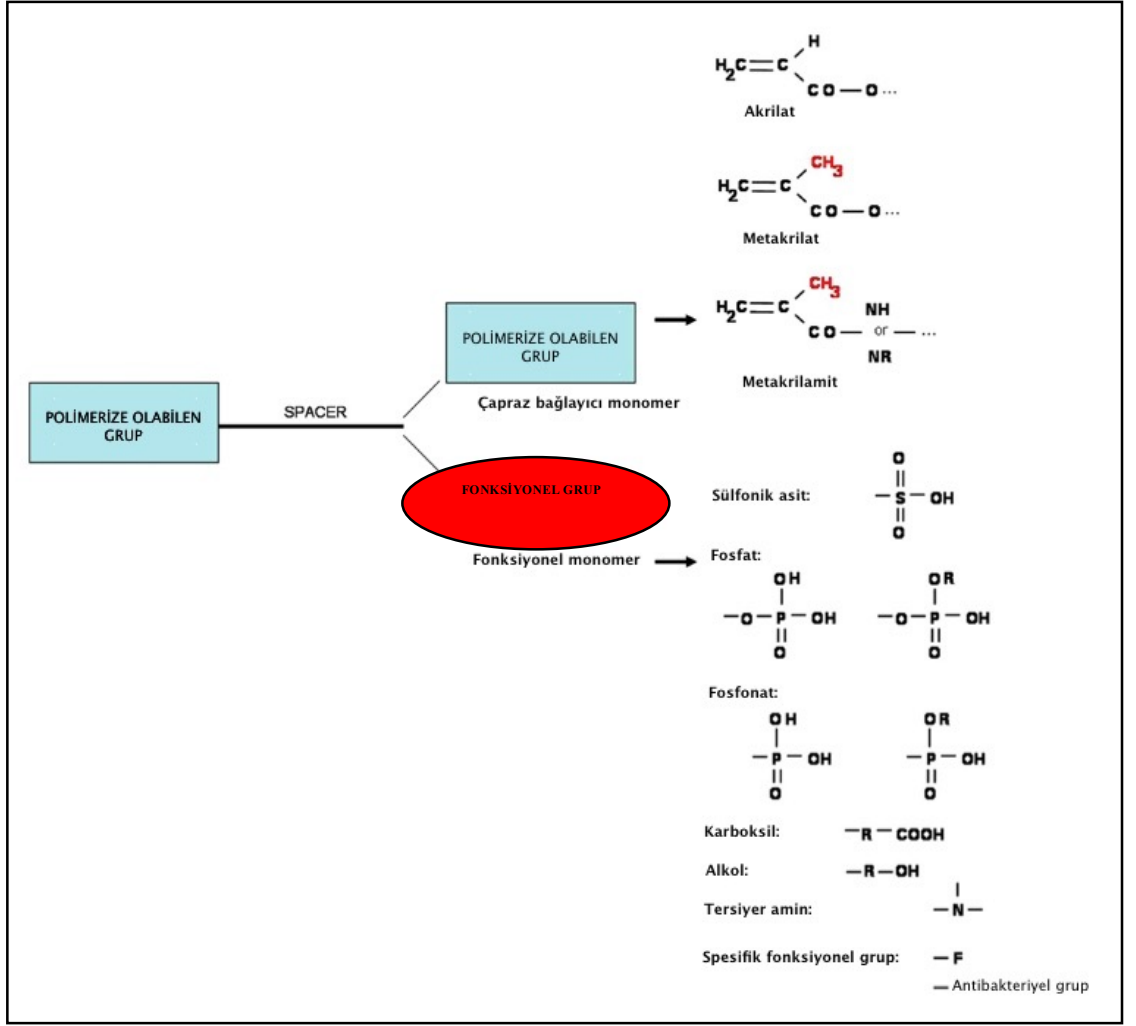 H
H₂C=C
CO—O...
Akrilat
CH₃
H₂C=C
CO—O...
Metakrilat
CH₃
H₂C=C
NH
CO— or —...
NR
Metakrilamit
POLİMERİZE OLABİLEN
GRUP
Çapraz bağlayıcı monomer
POLİMERİZE OLABİLEN
GRUP
SPACER
FONKSİYONEL GRUP
Fonksiyonel monomer
Sülfonik asit:
O
||
—S—OH
||
O
Fosfat:
OH
OR
—O—P—OH
—O—P—OH
||
||
O
O
Fosfonat:
OH
OR
—P—OH
—P—OH
||
||
O
O
Karboksil: —R—COOH
Alkol: —R—OH
Tersiyer amin: —N—
Spesifik fonksiyonel grup: —F
—Antibakteriyel grup